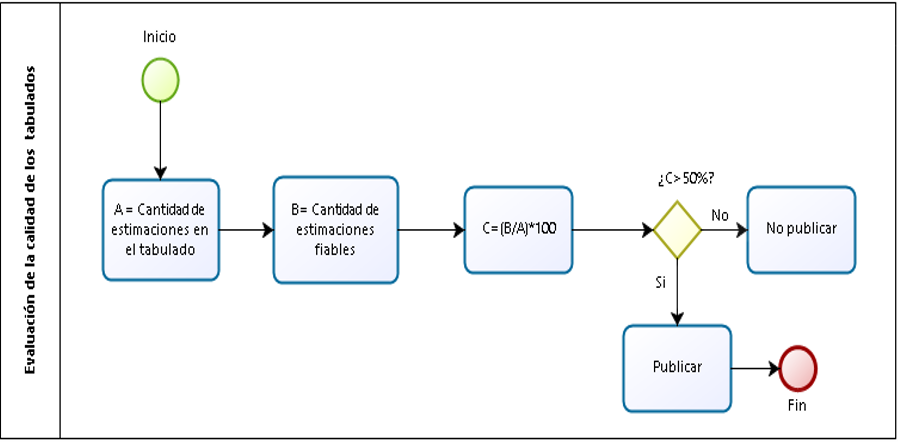 Evaluación de la calidad de los tabulados
Inicio
A = Cantidad de
estimaciones en
el tabulado
B= Cantidad de
estimaciones
fiables
C=(B/A)*100
¿C>50%?
No
No publicar
Si
Publicar
Fin